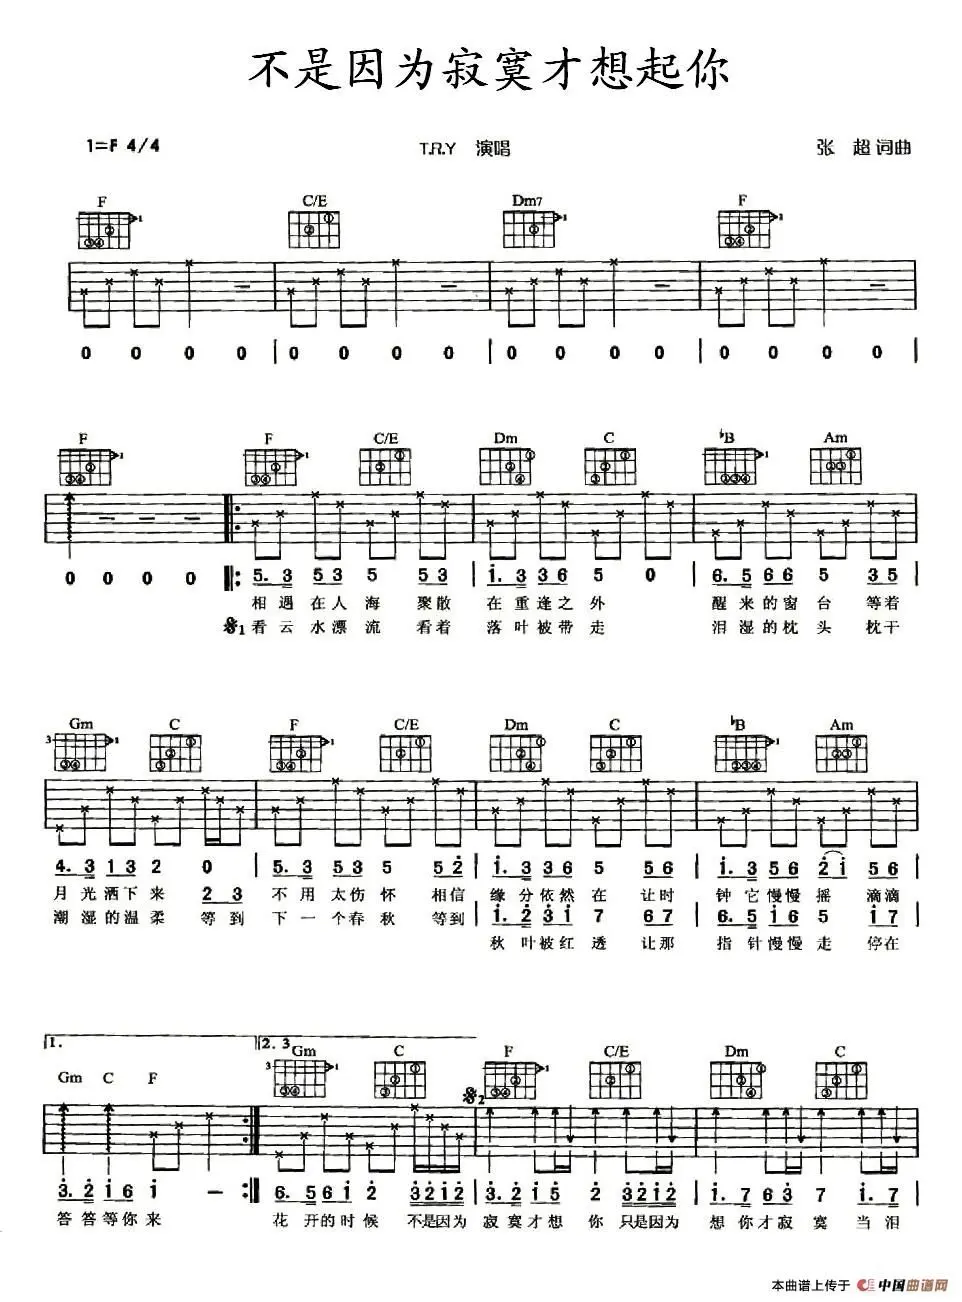 不是因为寂寞才想起你
1=F 4/4 T.R.Y 演唱 张 超 词曲
F C/E Dm7 F
0 0 0 0 | 0 0 0 0 | 0 0 0 0 | 0 0 0 0 |
F F C/E Dm C ♭B Am
0 0 0 0 5. 3 5 3 5 5 3 | i. 3 3 6 5 0 | 6. 5 6 6 5 3 5
相遇在人海 聚散 在重逢之外 醒来的窗台 等着
𝄋1 看云水漂流 看着 落叶被带走 泪湿的枕头 枕干
Gm C F C/E Dm C ♭B Am
4. 3 1 3 2 0 | 5. 3 5 3 5 5 2 | i. 3 3 6 5 5 6 | i. 3 5 6 2 i 5 6
月光洒下来 2 3 不用太伤怀 相信 缘分依然在 让时 钟它慢慢摇 滴滴
潮湿的温柔 等到 下一个春秋 等到 | i. 2 3 i 7 6 7 | 6. 5 i 6 5 i 7
秋叶被红透 让那 指针慢慢走 停在
1. 2. 3
Gm C F Gm C F C/E Dm C
𝄋2
3. 2 i 6 i – 6. 5 6 i 2 3 2 i 2 | 3. 2 i 5 2 3 2 i 2 | i. 7 6 3 7 i. 7
答答等你来 花开的时候 不是因为 寂寞才想 你 只是因为 想你才寂寞 当泪
本曲谱上传于 中国曲谱网